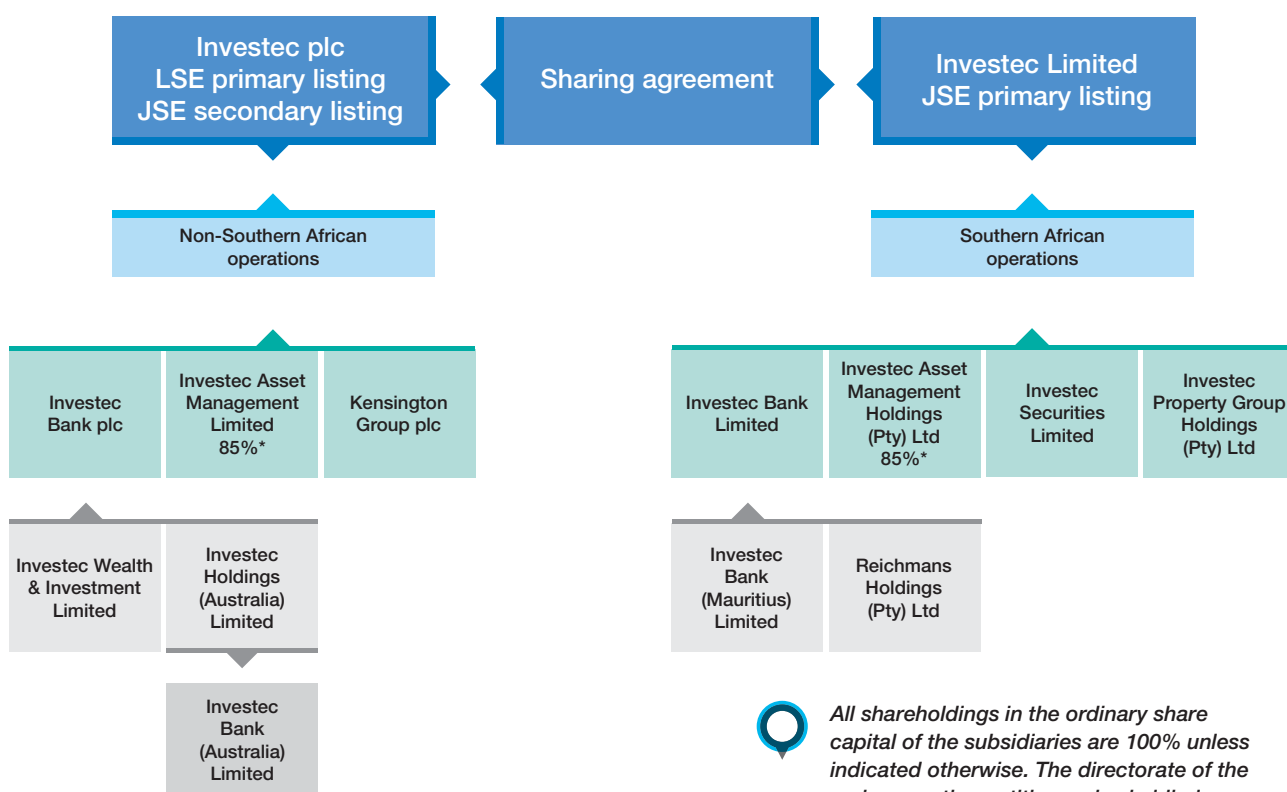 Investec plc
LSE primary listing
JSE secondary listing
Sharing agreement
Investec Limited
JSE primary listing
Non-Southern African
operations
Southern African
operations
Investec
Bank plc
Investec Asset
Management
Limited
85%*
Kensington
Group plc
Investec Bank
Limited
Investec Asset
Management
Holdings
(Pty) Ltd
85%*
Investec
Securities
Limited
Investec
Property Group
Holdings
(Pty) Ltd
Investec Wealth
& Investment
Limited
Investec
Holdings
(Australia)
Limited
Investec
Bank
(Mauritius)
Limited
Reichmans
Holdings
(Pty) Ltd
Investec
Bank
(Australia)
Limited
All shareholdings in the ordinary share
capital of the subsidiaries are 100% unless
indicated otherwise. The directorate of the